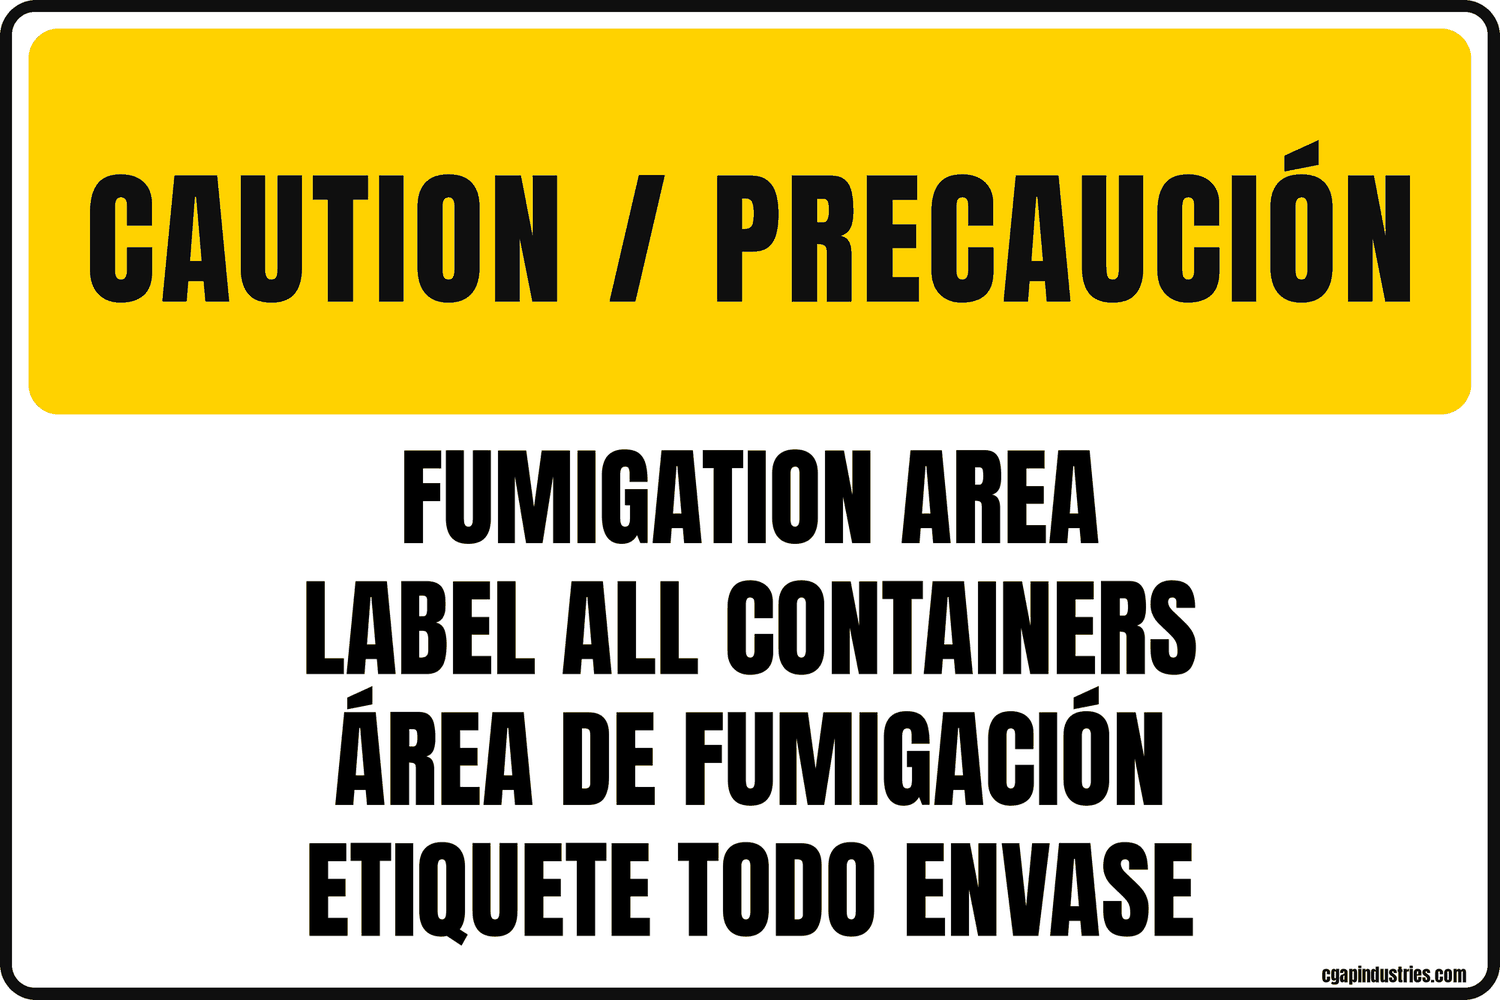 CAUTION / PRECAUCIÓN
FUMIGATION AREA
LABEL ALL CONTAINERS
ÁREA DE FUMIGACIÓN
ETIQUETE TODO ENVASE
cgapindustries.com